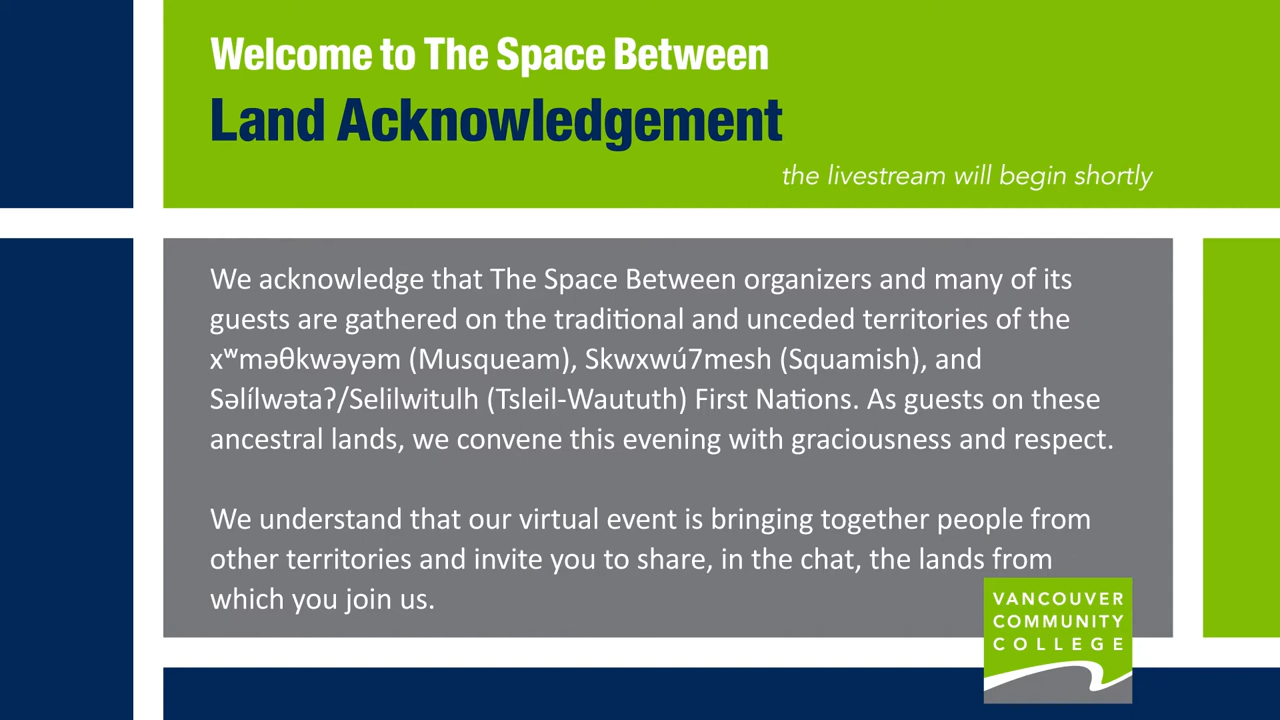 Welcome to The Space Between
Land Acknowledgement
the livestream will begin shortly
We acknowledge that The Space Between organizers and many of its
guests are gathered on the traditional and unceded territories of the
xʷməθkwəy̓əm (Musqueam), Skwxwú7mesh (Squamish), and
Səl̓ílwətaʔ/Selilwitulh (Tsleil-Waututh) First Nations. As guests on these
ancestral lands, we convene this evening with graciousness and respect.
We understand that our virtual event is bringing together people from
other territories and invite you to share, in the chat, the lands from
which you join us.
VANCOUVER
COMMUNITY
COLLEGE